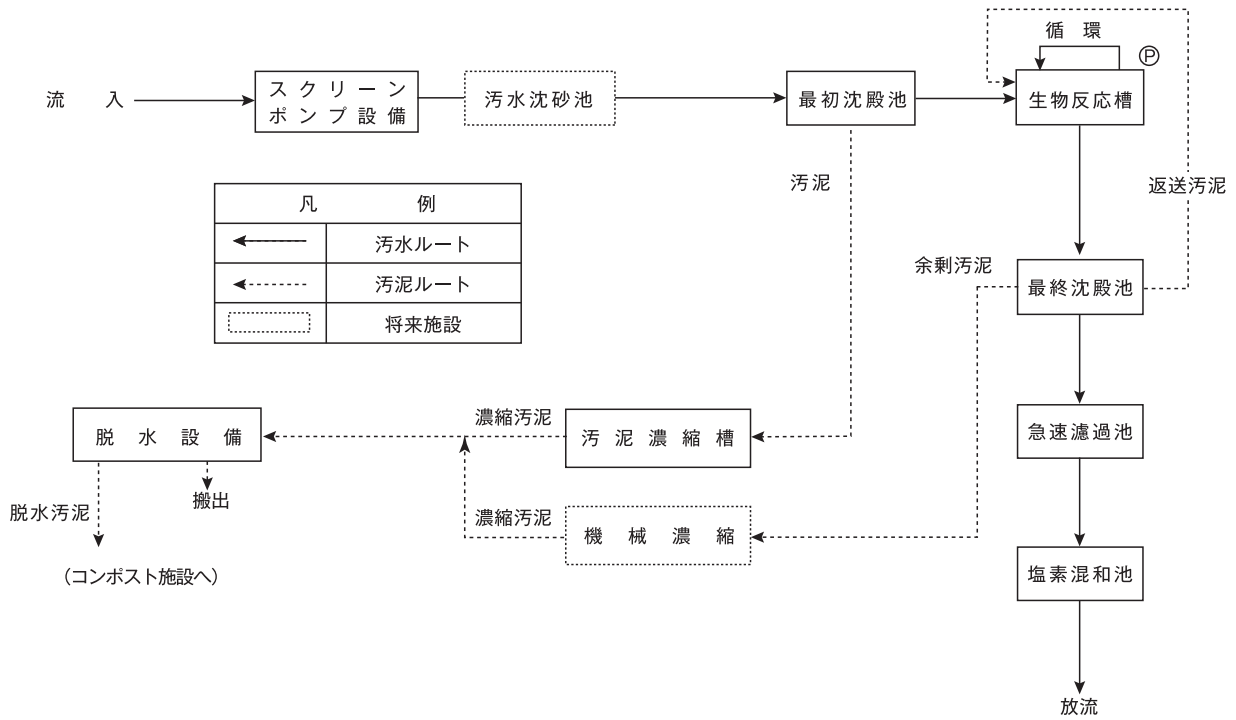 循 環
Ⓟ
流 入
スクリーン
ポンプ設備
汚水沈砂池
最初沈殿池
生物反応槽
汚泥
返送汚泥
凡 例
汚水ルート
汚泥ルート
将来施設
余剰汚泥
最終沈殿池
濃縮汚泥
脱水設備
汚泥濃縮槽
急速濾過池
搬出
脱水汚泥
濃縮汚泥
機械濃縮
(コンポスト施設へ)
塩素混和池
放流